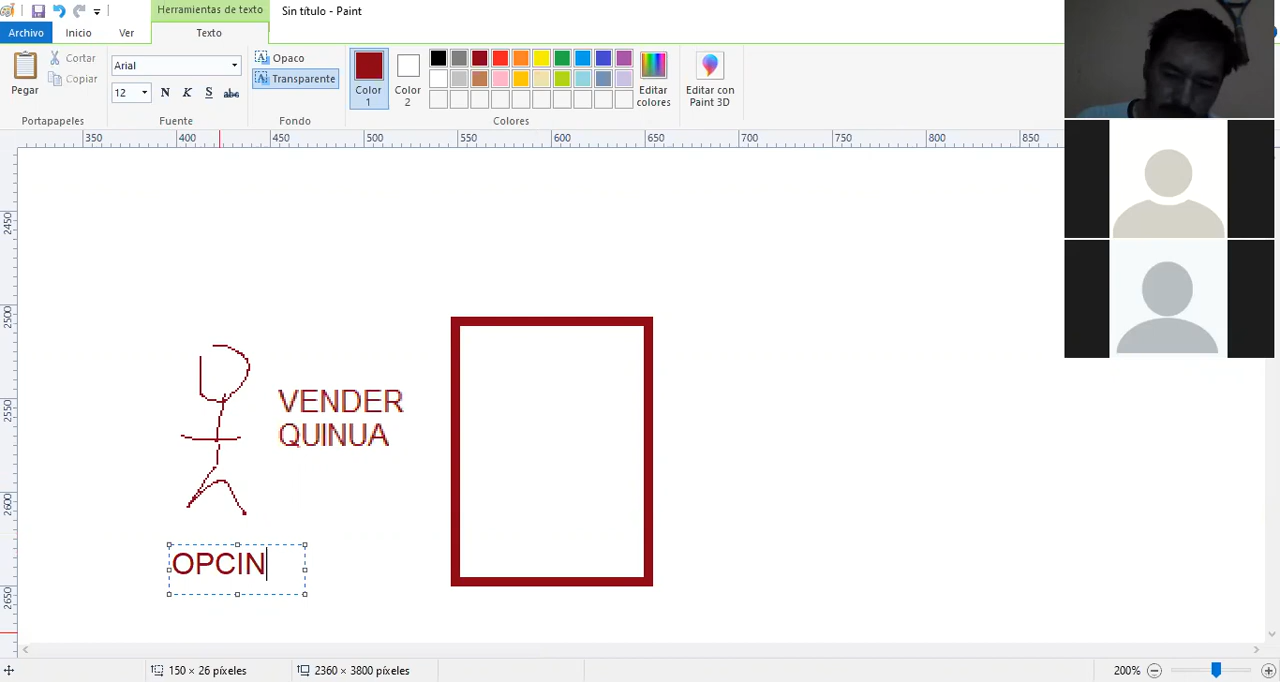 Herramientas de texto
Sin título - Paint
Archivo
Inicio
Ver
Texto
Pegar
Cortar
Copiar
Portapapeles
Arial
12
N K S abc
Fuente
Opaco
Transparente
Fondo
Color 1
Color 2
Editar colores
Colores
Editar con Paint 3D
350 400 450 500 550 600 650 700 750 800 850
2450
2500
2550
2600
2650
VENDER
QUINUA
OPCIN
150 × 26 píxeles
2360 × 3800 píxeles
200%